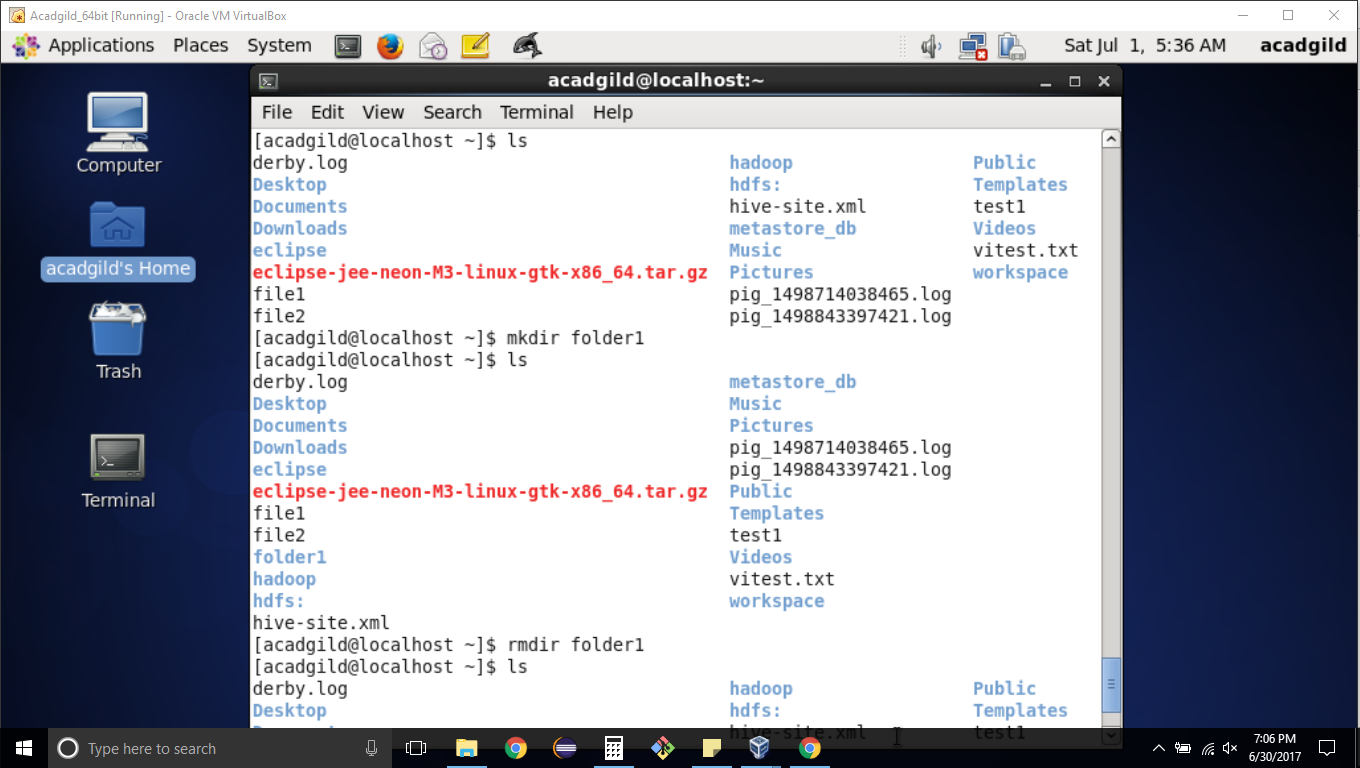 Acadgild_64bit [Running] - Oracle VM VirtualBox
Applications Places System Sat Jul 1, 5:36 AM acadgild
acadgild@localhost:~
File Edit View Search Terminal Help
Computer
acadgild's Home
Trash
Terminal
[acadgild@localhost ~]$ ls
derby.log hadoop Public
Desktop hdfs: Templates
Documents hive-site.xml test1
Downloads metastore_db Videos
eclipse Music vitest.txt
eclipse-jee-neon-M3-linux-gtk-x86_64.tar.gz Pictures workspace
file1 pig_1498714038465.log
file2 pig_1498843397421.log
[acadgild@localhost ~]$ mkdir folder1
[acadgild@localhost ~]$ ls
derby.log metastore_db
Desktop Music
Documents Pictures
Downloads pig_1498714038465.log
eclipse pig_1498843397421.log
eclipse-jee-neon-M3-linux-gtk-x86_64.tar.gz Public
file1 Templates
file2 test1
folder1 Videos
hadoop vitest.txt
hdfs: workspace
hive-site.xml
[acadgild@localhost ~]$ rmdir folder1
[acadgild@localhost ~]$ ls
derby.log hadoop Public
Desktop hdfs: Templates
hive-site.xml test1
Type here to search
7:06 PM
6/30/2017